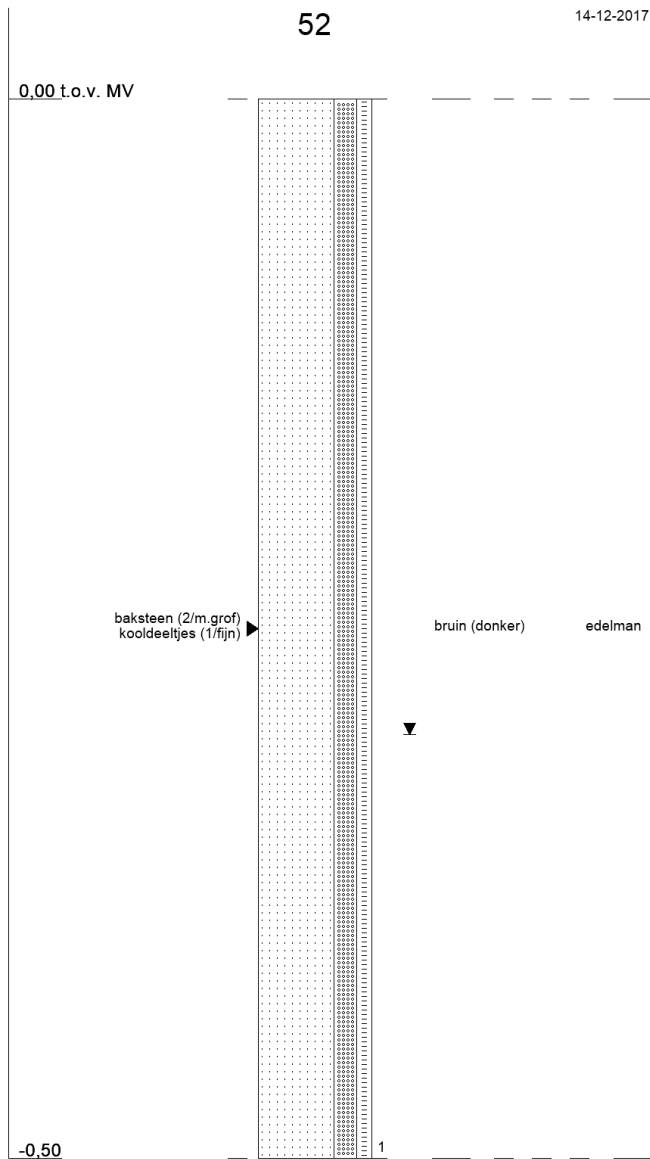 52
14-12-2017
0,00 t.o.v. MV
baksteen (2/m.grof)
kooldeeltjes (1/fijn)
bruin (donker)
edelman
-0,50
1